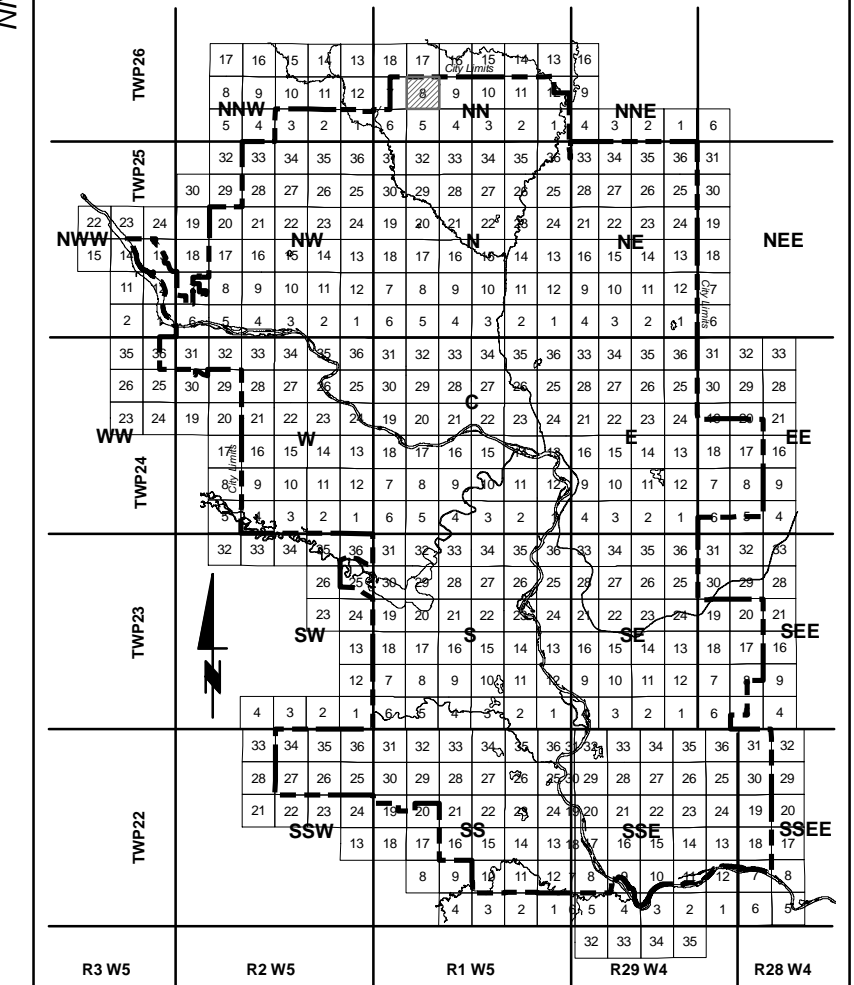 NI
TWP26
17 16 15 14 13 18 17 16 15 14 13 16
City Limits
8 9 10 11 12 8 9 10 11 12 9
NNW NN NNE
5 4 3 2 1 6 5 4 3 2 1 4 3 2 1 6
TWP25
32 33 34 35 36 31 32 33 34 35 36 33 34 35 36 31
30 29 28 27 26 25 30 29 28 27 26 25 28 27 26 25 30
22 23 24 19 20 21 22 23 24 19 20 21 22 23 24 21 22 23 24 19
NWW NW N NE NEE
15 14 13 18 17 16 15 14 13 18 17 16 15 14 13 16 15 14 13 18
11 12 8 9 10 11 12 7 8 9 10 11 12 9 10 11 12 7
City Limits
2 6 5 4 3 2 1 6 5 4 3 2 1 4 3 2 1 6
35 36 31 32 33 34 35 36 31 32 33 34 35 36 33 34 35 36 31 32 33
26 25 30 29 28 27 26 25 30 29 28 27 26 25 28 27 26 25 30 29 28
C
23 24 19 20 21 22 23 24 19 20 21 22 23 24 21 22 23 24 19 20 21
WW W E EE
17 16 15 14 13 18 17 16 15 14 13 16 15 14 13 18 17 16
City Limits
TWP24
8 9 10 11 12 7 8 9 10 11 12 9 10 11 12 7 8 9
5 4 3 2 1 6 5 4 3 2 1 4 3 2 1 6 5 4
32 33 34 35 36 31 32 33 34 35 36 33 34 35 36 31 32 33
26 25 30 29 28 27 26 25 28 27 26 25 30 29 28
TWP23
23 24 19 20 21 22 23 24 21 22 23 24 19 20 21
SW S SE SEE
13 18 17 16 15 14 13 16 15 14 13 18 17 16
N
12 7 8 9 10 11 12 9 10 11 12 7 8 9
4 3 2 1 6 5 4 3 2 1 4 3 2 1 6 4
33 34 35 36 31 32 33 34 35 36 31 32 33 34 35 36 31 32
28 27 26 25 30 29 28 27 26 25 30 29 28 27 26 25 30 29
21 22 23 24 19 20 21 22 23 24 19 20 21 22 23 24 19 20
SSW SS SSE SSEE
TWP22
13 18 17 16 15 14 13 18 17 16 15 14 13 18 17
8 9 10 11 12 7 8 9 10 11 12 7 8
4 3 2 1 6 5 4 3 2 1 6 5
32 33 34 35
R3 W5 R2 W5 R1 W5 R29 W4 R28 W4